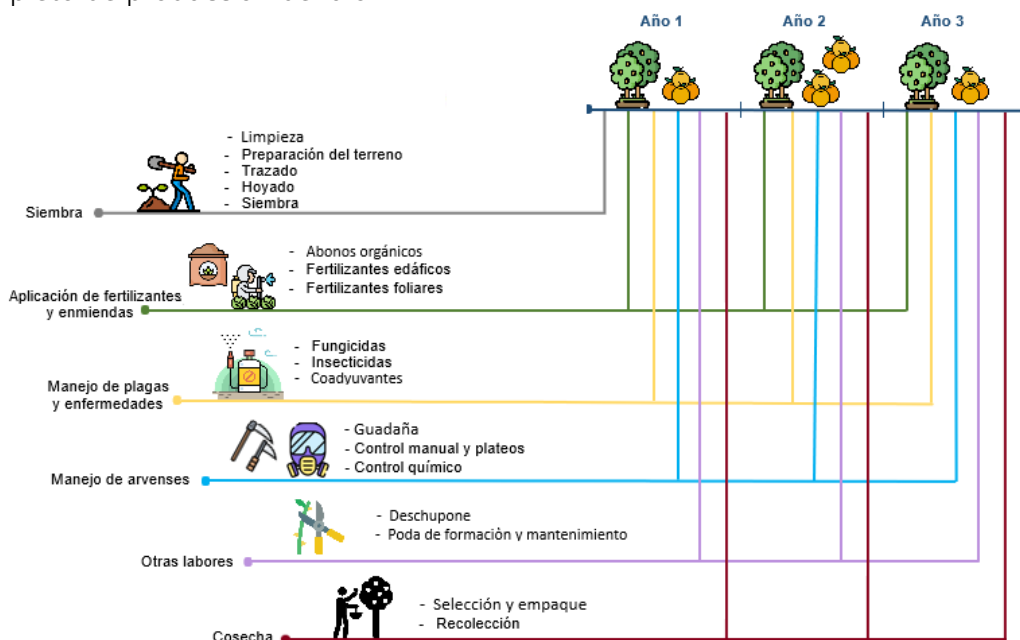 Año 1
Año 2
Año 3
- Limpieza
- Preparación del terreno
- Trazado
- Hoyado
- Siembra
Siembra
- Abonos orgánicos
- Fertilizantes edáficos
- Fertilizantes foliares
Aplicación de fertilizantes
y enmiendas
- Fungicidas
- Insecticidas
- Coadyuvantes
Manejo de plagas
y enfermedades
- Guadaña
- Control manual y plateos
- Control químico
Manejo de arvenses
- Deschupone
- Poda de formaciòn y mantenimiento
Otras labores
- Selección y empaque
- Recolección
Cosecha